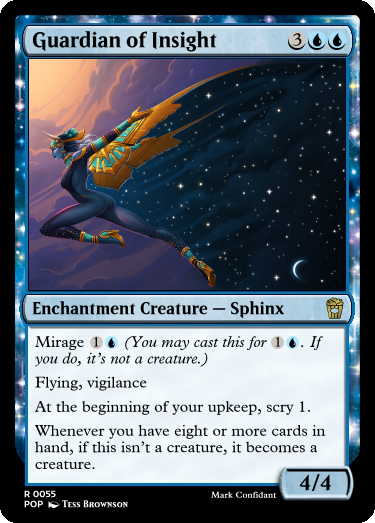 Guardian of Insight 3
Enchantment Creature — Sphinx
Mirage 1 (You may cast this for 1 . If
you do, it's not a creature.)
Flying, vigilance
At the beginning of your upkeep, scry 1.
Whenever you have eight or more cards in
hand, if this isn't a creature, it becomes a
creature.
4/4
R 0055
Mark Confidant
POP Tess Brownson